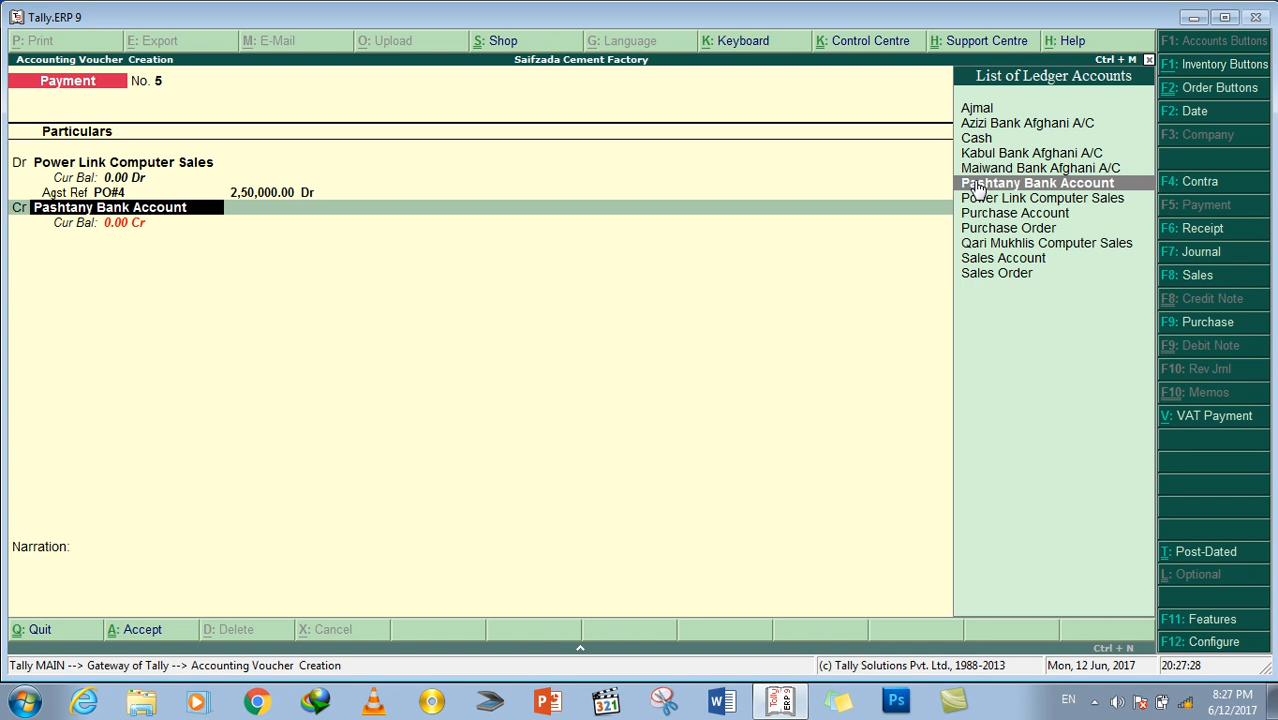 Tally.ERP 9
P: Print
E: Export
M: E-Mail
O: Upload
S: Shop
G: Language
K: Keyboard
K: Control Centre
H: Support Centre
H: Help
Accounting Voucher Creation
Saifzada Cement Factory
Ctrl + M
Payment No. 5
Particulars
Dr Power Link Computer Sales
Cur Bal: 0.00 Dr
Agst Ref PO#4 2,50,000.00 Dr
Cr Pashtany Bank Account
Cur Bal: 0.00 Cr
Narration:
List of Ledger Accounts
Ajmal
Azizi Bank Afghani A/C
Cash
Kabul Bank Afghani A/C
Maiwand Bank Afghani A/C
Pashtany Bank Account
Power Link Computer Sales
Purchase Account
Purchase Order
Qari Mukhlis Computer Sales
Sales Account
Sales Order
F1: Accounts Buttons
F1: Inventory Buttons
F2: Order Buttons
F2: Date
F3: Company
F4: Contra
F5: Payment
F6: Receipt
F7: Journal
F8: Sales
F8: Credit Note
F9: Purchase
F9: Debit Note
F10: Rev Jrnl
F10: Memos
V: VAT Payment
T: Post-Dated
L: Optional
F11: Features
F12: Configure
Q: Quit
A: Accept
D: Delete
X: Cancel
Ctrl + N
Tally MAIN --> Gateway of Tally --> Accounting Voucher Creation
(c) Tally Solutions Pvt. Ltd., 1988-2013
Mon, 12 Jun, 2017
20:27:28
EN
8:27 PM
6/12/2017